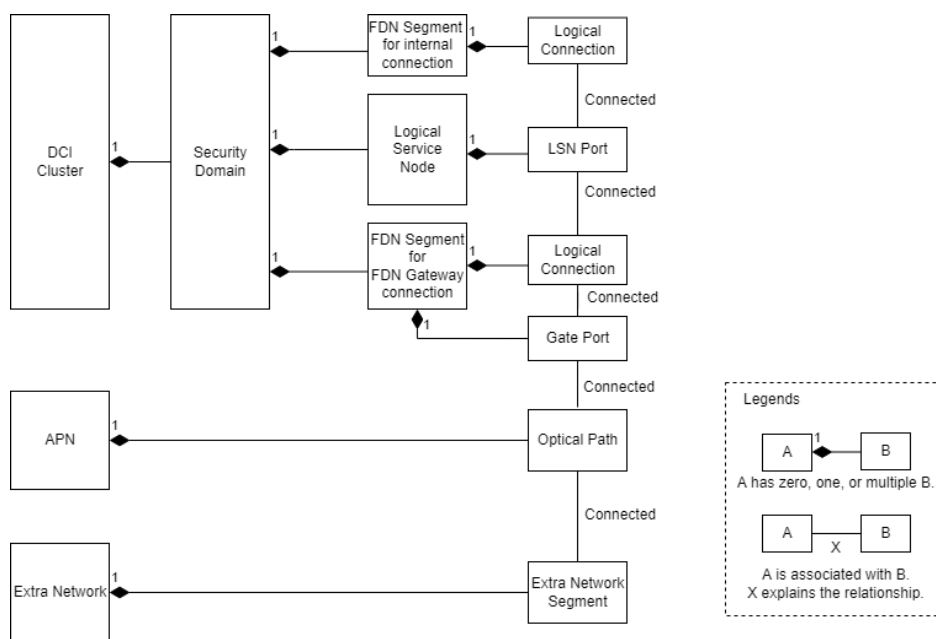 FDN Segment
for internal
connection
1
1
Logical
Connection
Connected
DCI
Cluster
1
Security
Domain
1
Logical
Service
Node
1
LSN Port
Connected
1
FDN Segment
for
FDN Gateway
connection
1
Logical
Connection
Connected
1
Gate Port
Connected
APN
1
Optical Path
Connected
Extra Network
1
Extra Network
Segment
Legends
A
1
B
A has zero, one, or multiple B.
A
B
X
A is associated with B.
X explains the relationship.